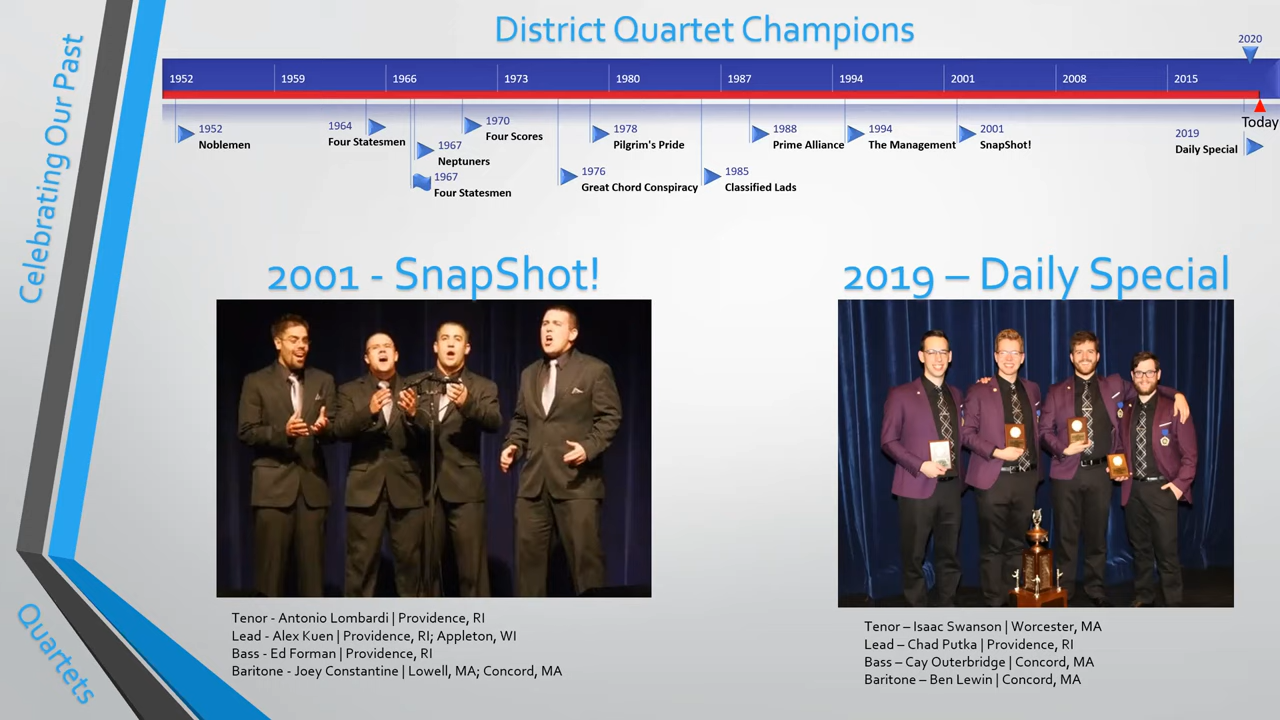 District Quartet Champions
Celebrating Our Past
2020
1952
1959
1966
1973
1980
1987
1994
2001
2008
2015
Today
1952
Noblemen
1964
Four Statesmen
1967
Neptuners
1967
Four Statesmen
1970
Four Scores
1976
Great Chord Conspiracy
1978
Pilgrim's Pride
1985
Classified Lads
1988
Prime Alliance
1994
The Management
2001
SnapShot!
2019
Daily Special
2001 - SnapShot!
Tenor - Antonio Lombardi | Providence, RI
Lead - Alex Kuen | Providence, RI; Appleton, WI
Bass - Ed Forman | Providence, RI
Baritone - Joey Constantine | Lowell, MA; Concord, MA
2019 – Daily Special
Tenor – Isaac Swanson | Worcester, MA
Lead – Chad Putka | Providence, RI
Bass – Cay Outerbridge | Concord, MA
Baritone – Ben Lewin | Concord, MA
Quartets